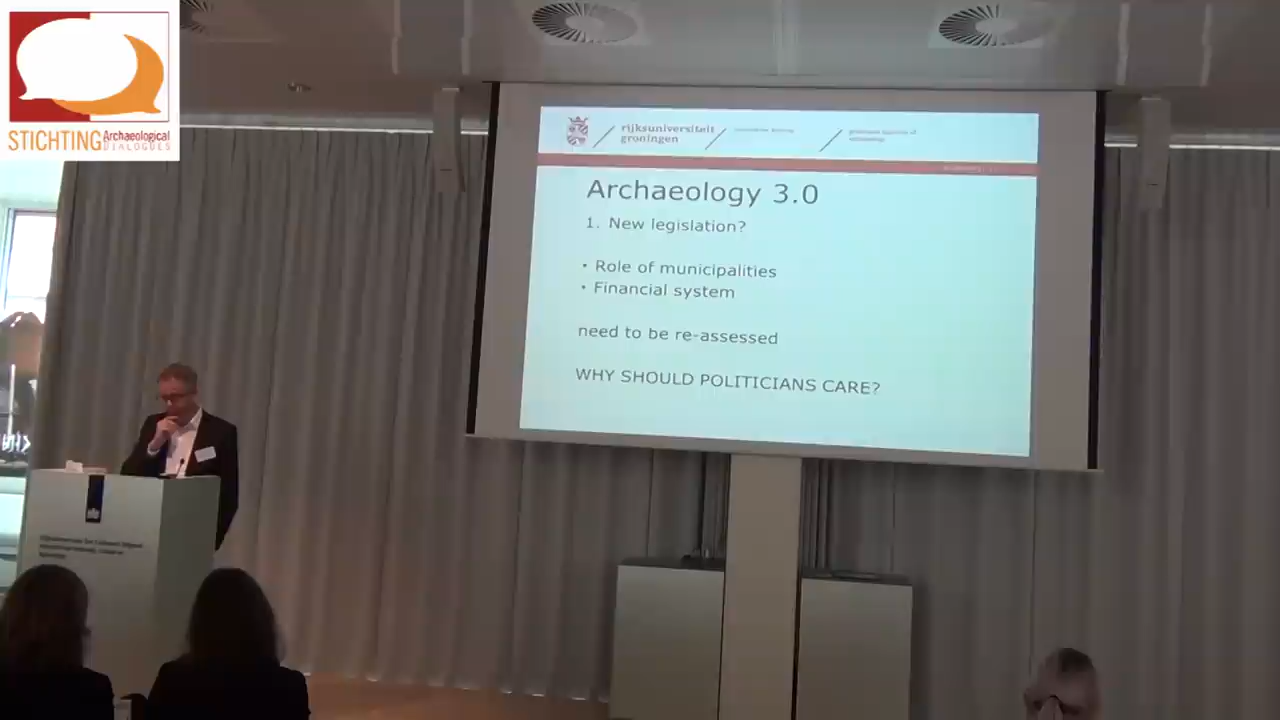 STICHTING Archaeological
DIALOGUES
rijksuniversiteit
groningen
Archaeology 3.0
1. New legislation?
• Role of municipalities
• Financial system
need to be re-assessed
WHY SHOULD POLITICIANS CARE?